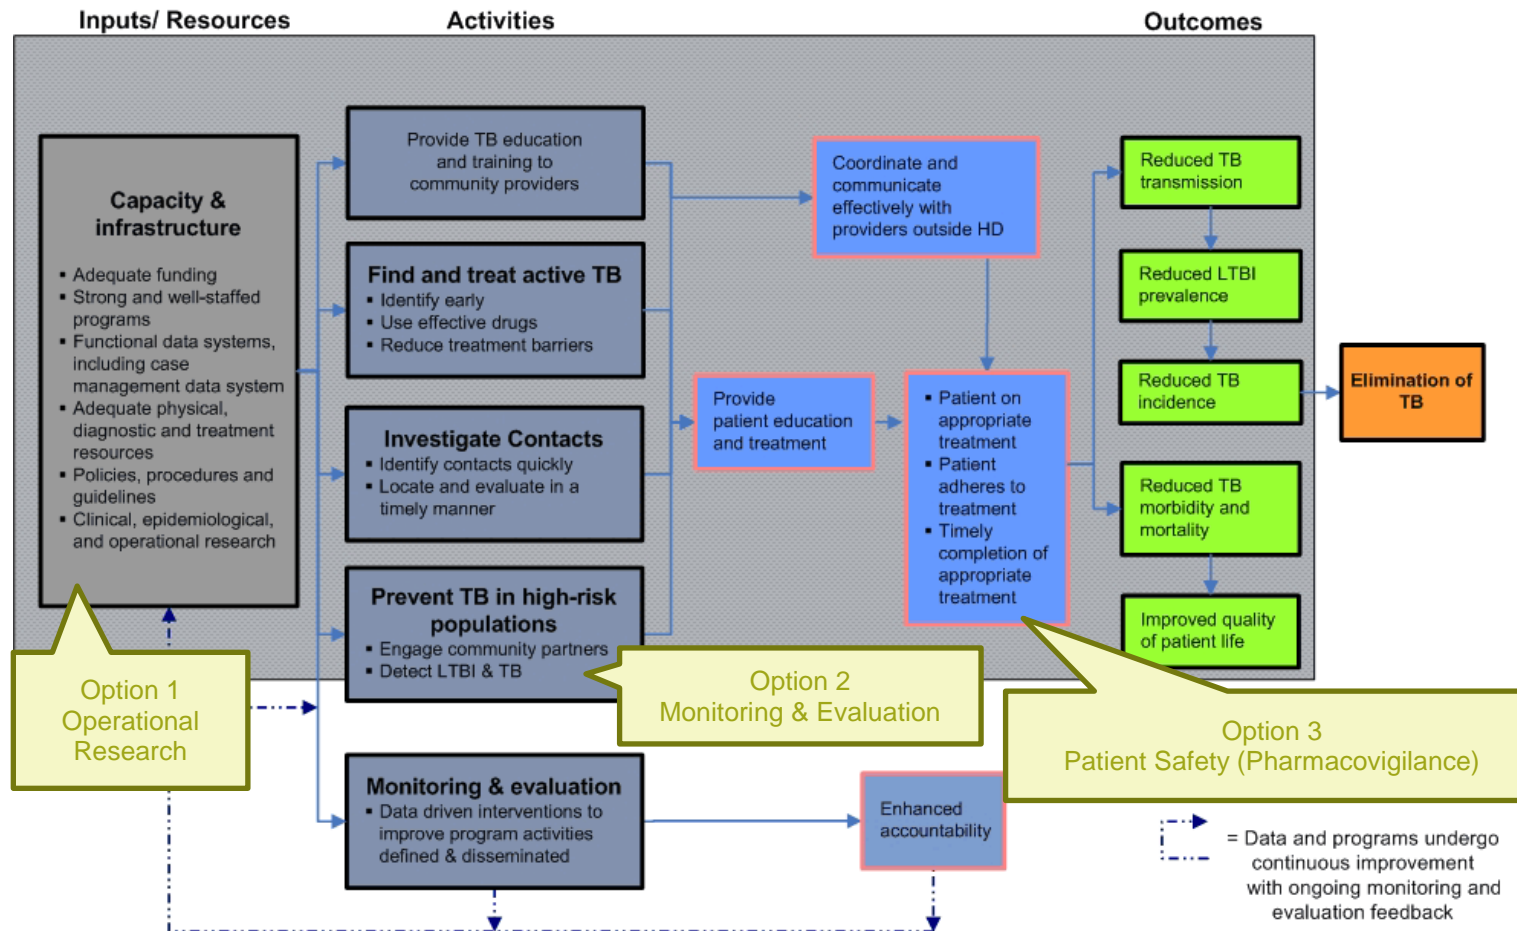 Inputs/ Resources
Activities
Outcomes
Capacity &
infrastructure
▪ Adequate funding
▪ Strong and well-staffed
programs
▪ Functional data systems,
including case
management data system
▪ Adequate physical,
diagnostic and treatment
resources
▪ Policies, procedures and
guidelines
▪ Clinical, epidemiological,
and operational research
Provide TB education
and training to
community providers
Find and treat active TB
▪ Identify early
▪ Use effective drugs
▪ Reduce treatment barriers
Investigate Contacts
▪ Identify contacts quickly
▪ Locate and evaluate in a
timely manner
Prevent TB in high-risk
populations
▪ Engage community partners
▪ Detect LTBI & TB
Monitoring & evaluation
▪ Data driven interventions to
improve program activities
defined & disseminated
Coordinate and
communicate
effectively with
providers outside HD
Provide
patient education
and treatment
▪ Patient on
appropriate
treatment
▪ Patient
adheres to
treatment
▪ Timely
completion of
appropriate
treatment
Enhanced
accountability
Reduced TB
transmission
Reduced LTBI
prevalence
Reduced TB
incidence
Reduced TB
morbidity and
mortality
Improved quality
of patient life
Elimination of
TB
Option 1
Operational
Research
Option 2
Monitoring & Evaluation
Option 3
Patient Safety (Pharmacovigilance)
= Data and programs undergo
continuous improvement
with ongoing monitoring and
evaluation feedback